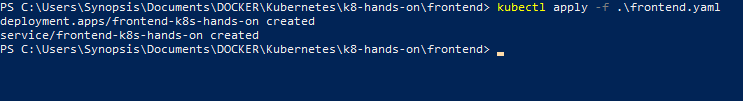 PS C:\Users\Synopsis\Documents\DOCKER\Kubernetes\k8-hands-on\frontend> kubectl apply -f .\frontend.yaml
deployment.apps/frontend-k8s-hands-on created
service/frontend-k8s-hands-on created
PS C:\Users\Synopsis\Documents\DOCKER\Kubernetes\k8-hands-on\frontend>